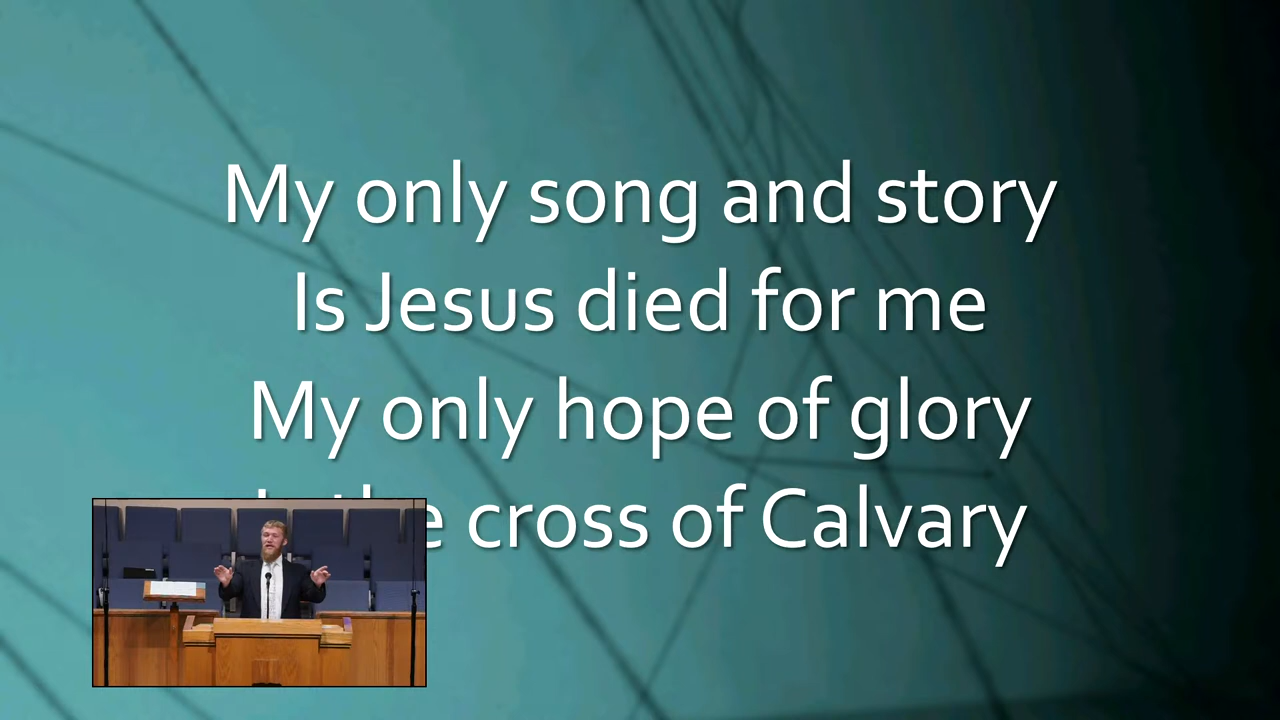 My only song and story
Is Jesus died for me
My only hope of glory
cross of Calvary